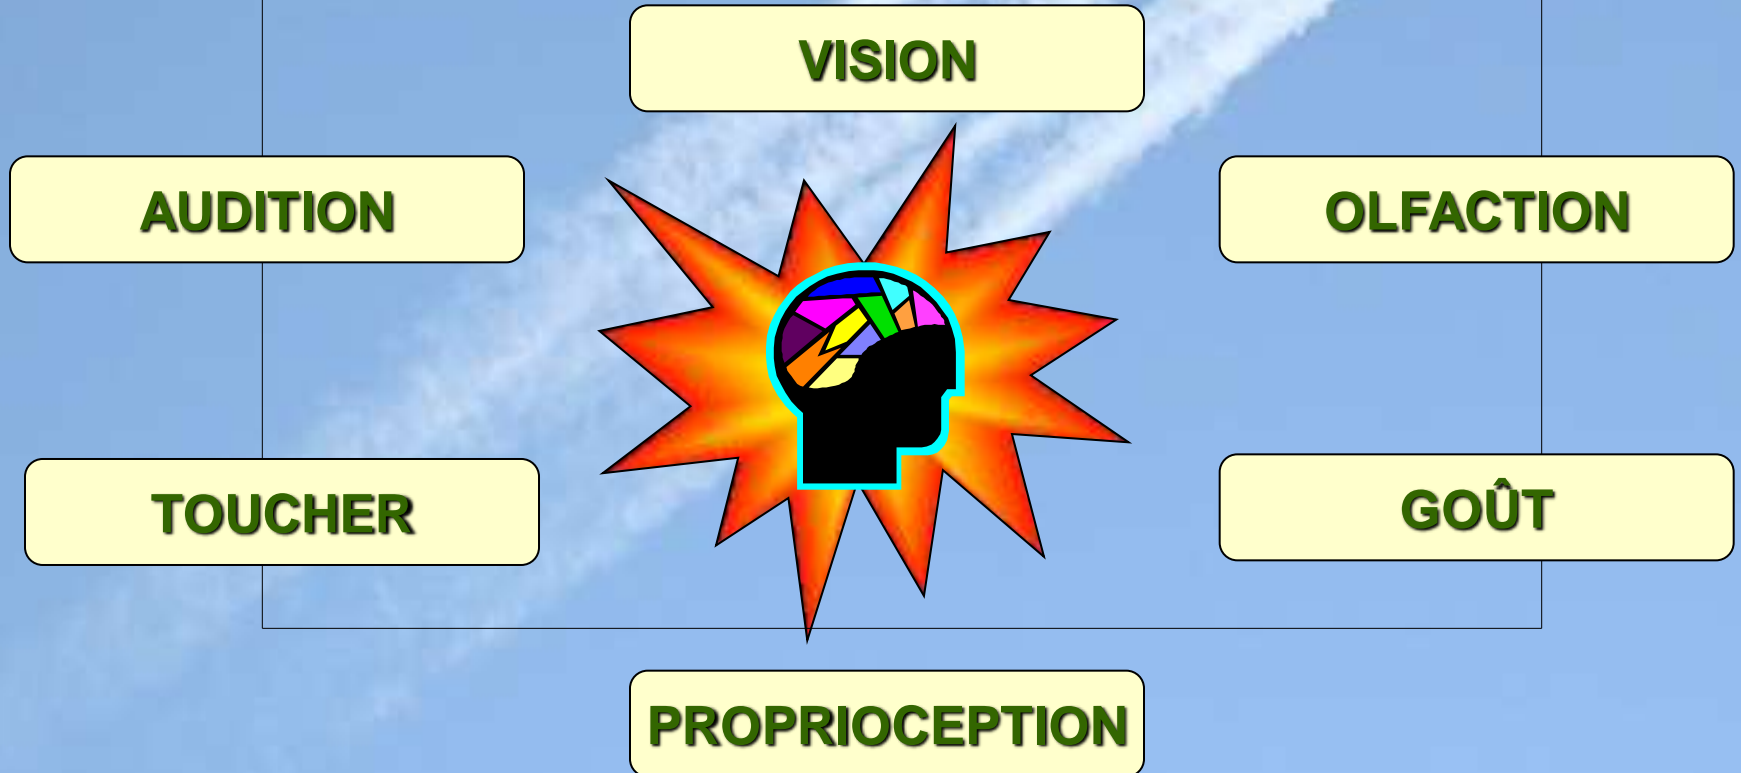 VISION
AUDITION
OLFACTION
TOUCHER
GOÛT
PROPRIOCEPTION